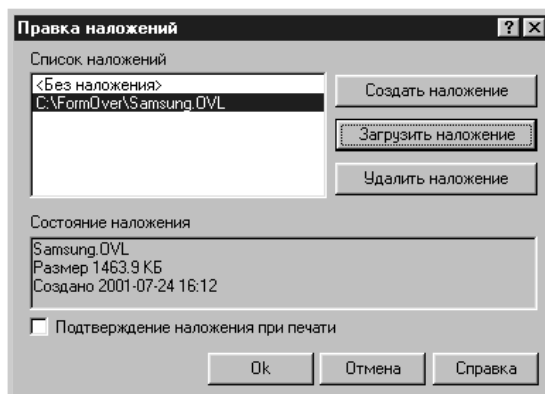 Правка наложений
Список наложений
<Без наложения>
C:\FormOver\Samsung.OVL
Создать наложение
Загрузить наложение
Удалить наложение
Состояние наложения
Samsung.OVL
Размер 1463.9 КБ
Создано 2001-07-24 16:12
Подтверждение наложения при печати
Ok
Отмена
Справка